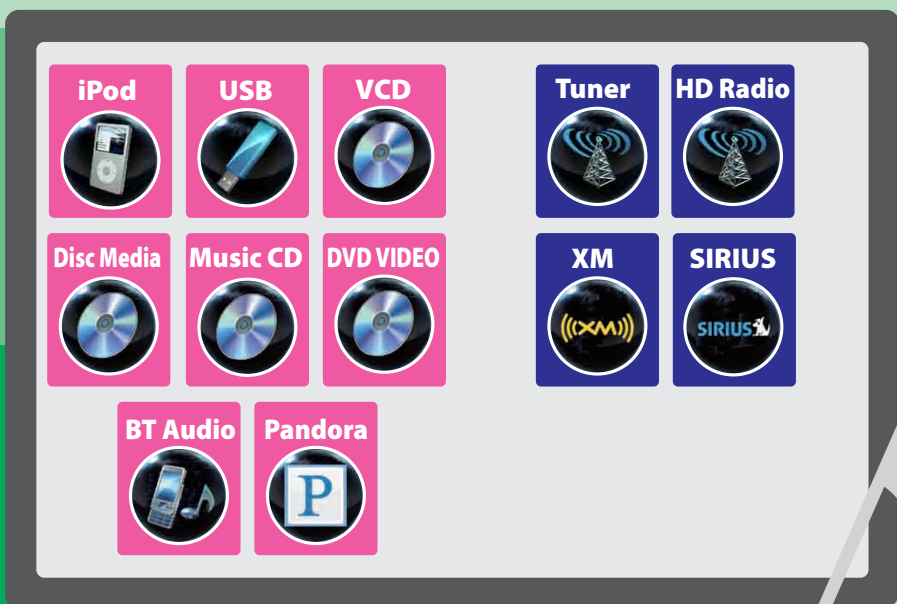 iPod
USB
VCD
Tuner
HD Radio
Disc Media
Music CD
DVD VIDEO
XM
SIRIUS
((XM))
SIRIUS
BT Audio
Pandora
P